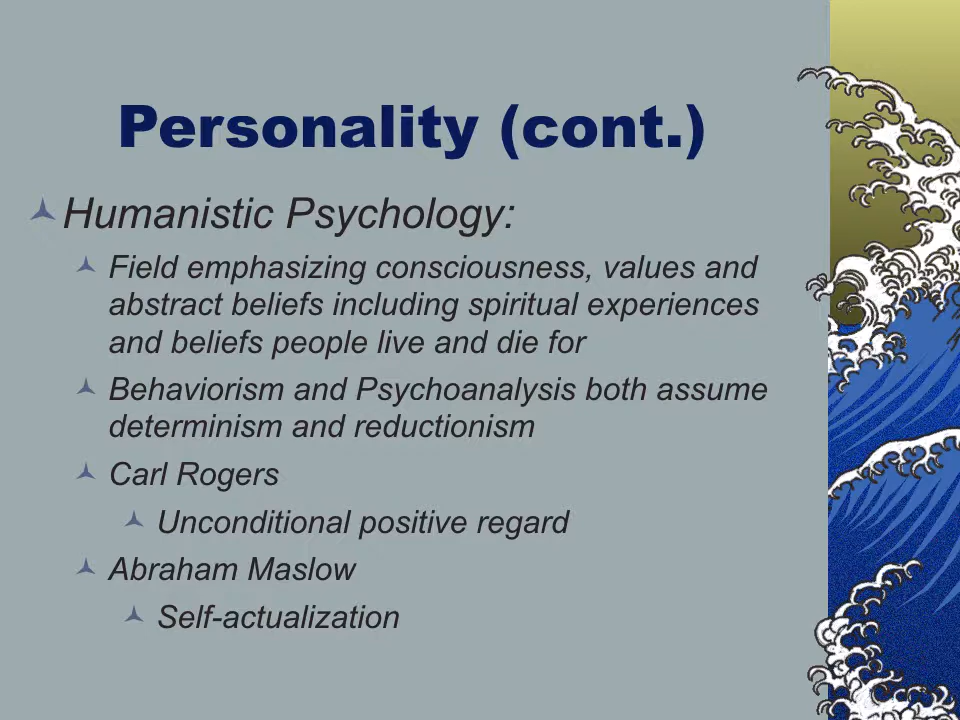 Personality (cont.)
Humanistic Psychology:
Field emphasizing consciousness, values and
abstract beliefs including spiritual experiences
and beliefs people live and die for
Behaviorism and Psychoanalysis both assume
determinism and reductionism
Carl Rogers
Unconditional positive regard
Abraham Maslow
Self-actualization